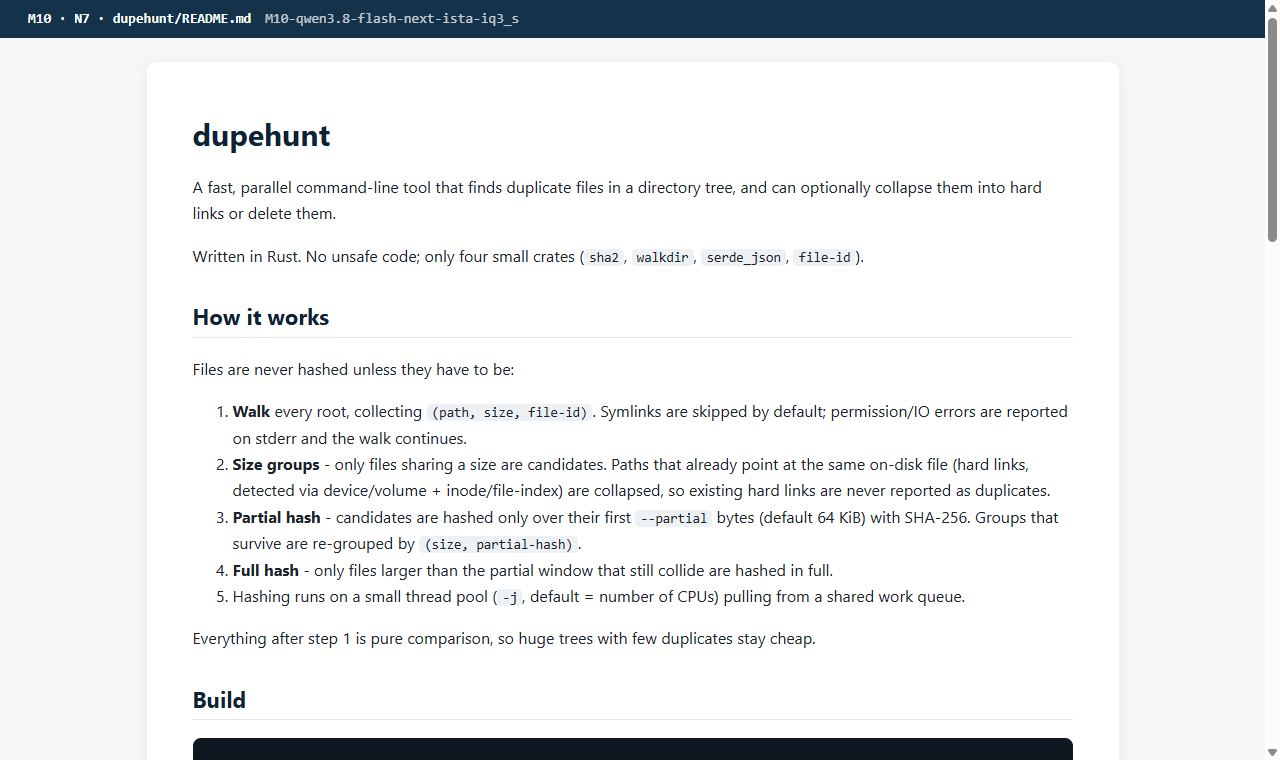 M10 • N7 • dupehunt/README.md M10-qwen3.8-flash-next-ista-iq3_s
dupehunt
A fast, parallel command-line tool that finds duplicate files in a directory tree, and can optionally collapse them into hard
links or delete them.
Written in Rust. No unsafe code; only four small crates ( sha2 , walkdir , serde_json , file-id ).
How it works
Files are never hashed unless they have to be:
1. Walk every root, collecting (path, size, file-id) . Symlinks are skipped by default; permission/IO errors are reported
on stderr and the walk continues.
2. Size groups - only files sharing a size are candidates. Paths that already point at the same on-disk file (hard links,
detected via device/volume + inode/file-index) are collapsed, so existing hard links are never reported as duplicates.
3. Partial hash - candidates are hashed only over their first --partial bytes (default 64 KiB) with SHA-256. Groups that
survive are re-grouped by (size, partial-hash) .
4. Full hash - only files larger than the partial window that still collide are hashed in full.
5. Hashing runs on a small thread pool ( -j , default = number of CPUs) pulling from a shared work queue.
Everything after step 1 is pure comparison, so huge trees with few duplicates stay cheap.
Build